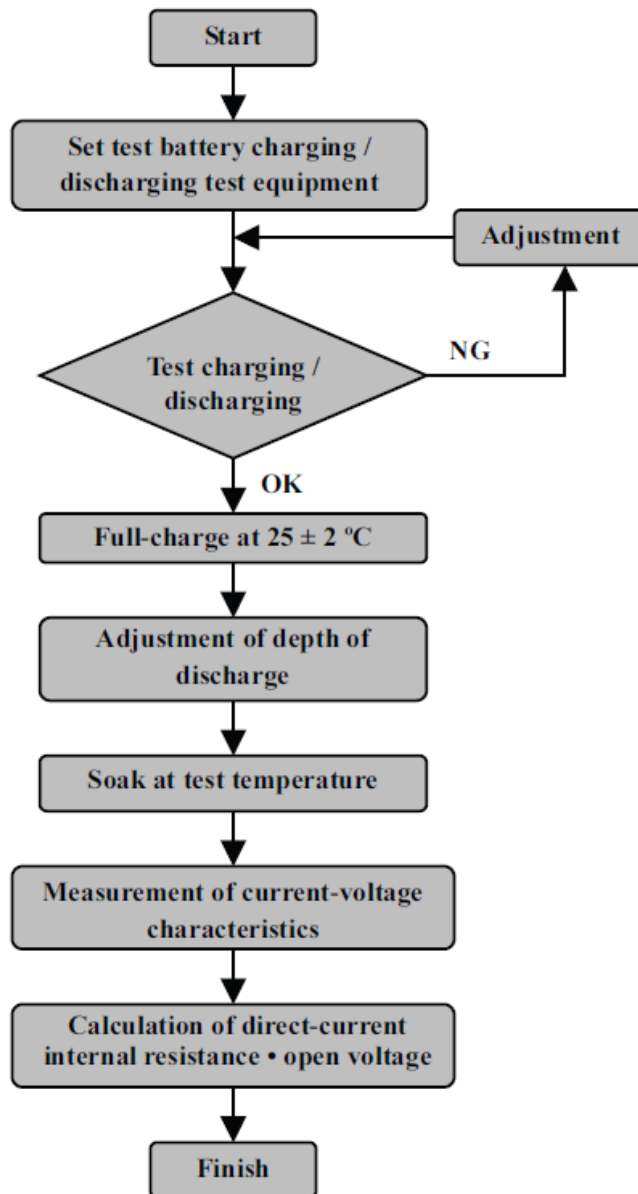 Start
Set test battery charging /
discharging test equipment
Adjustment
Test charging /
discharging
NG
OK
Full-charge at 25 ± 2 ºC
Adjustment of depth of
discharge
Soak at test temperature
Measurement of current-voltage
characteristics
Calculation of direct-current
internal resistance • open voltage
Finish